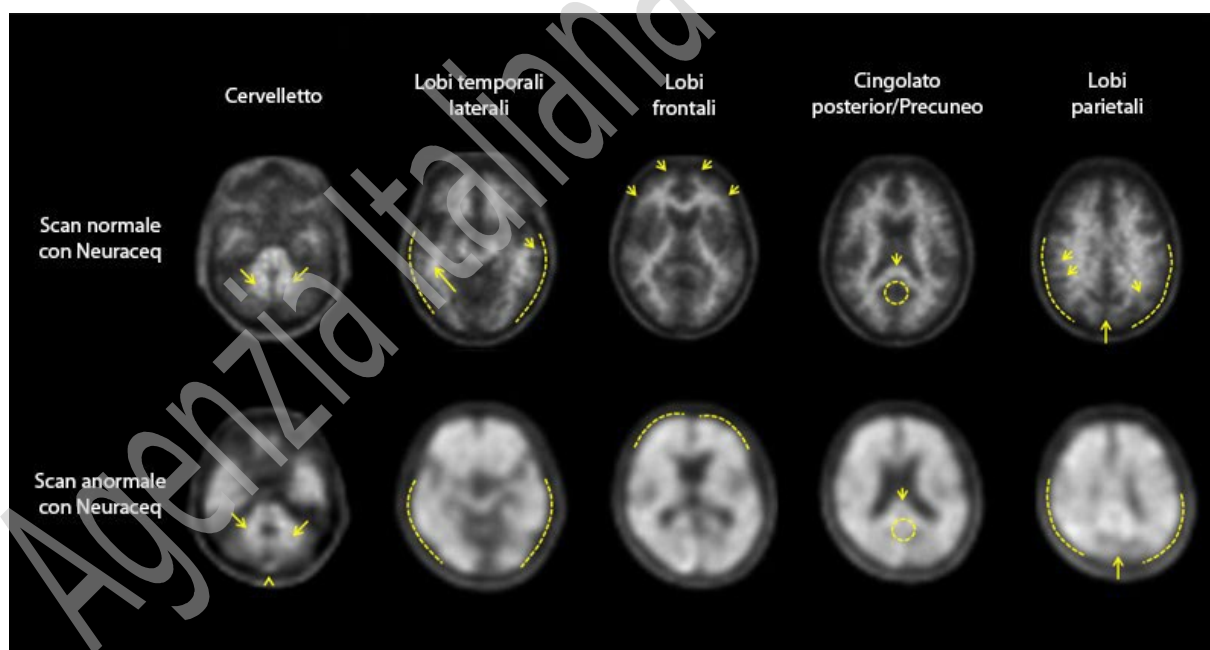 Cervelletto
Lobi temporali
laterali
Lobi
frontali
Cingolato
posterior/Precuneo
Lobi
parietali
Scan normale
con Neuraceq
Scan anormale
con Neuraceq
Agenzia Italiana